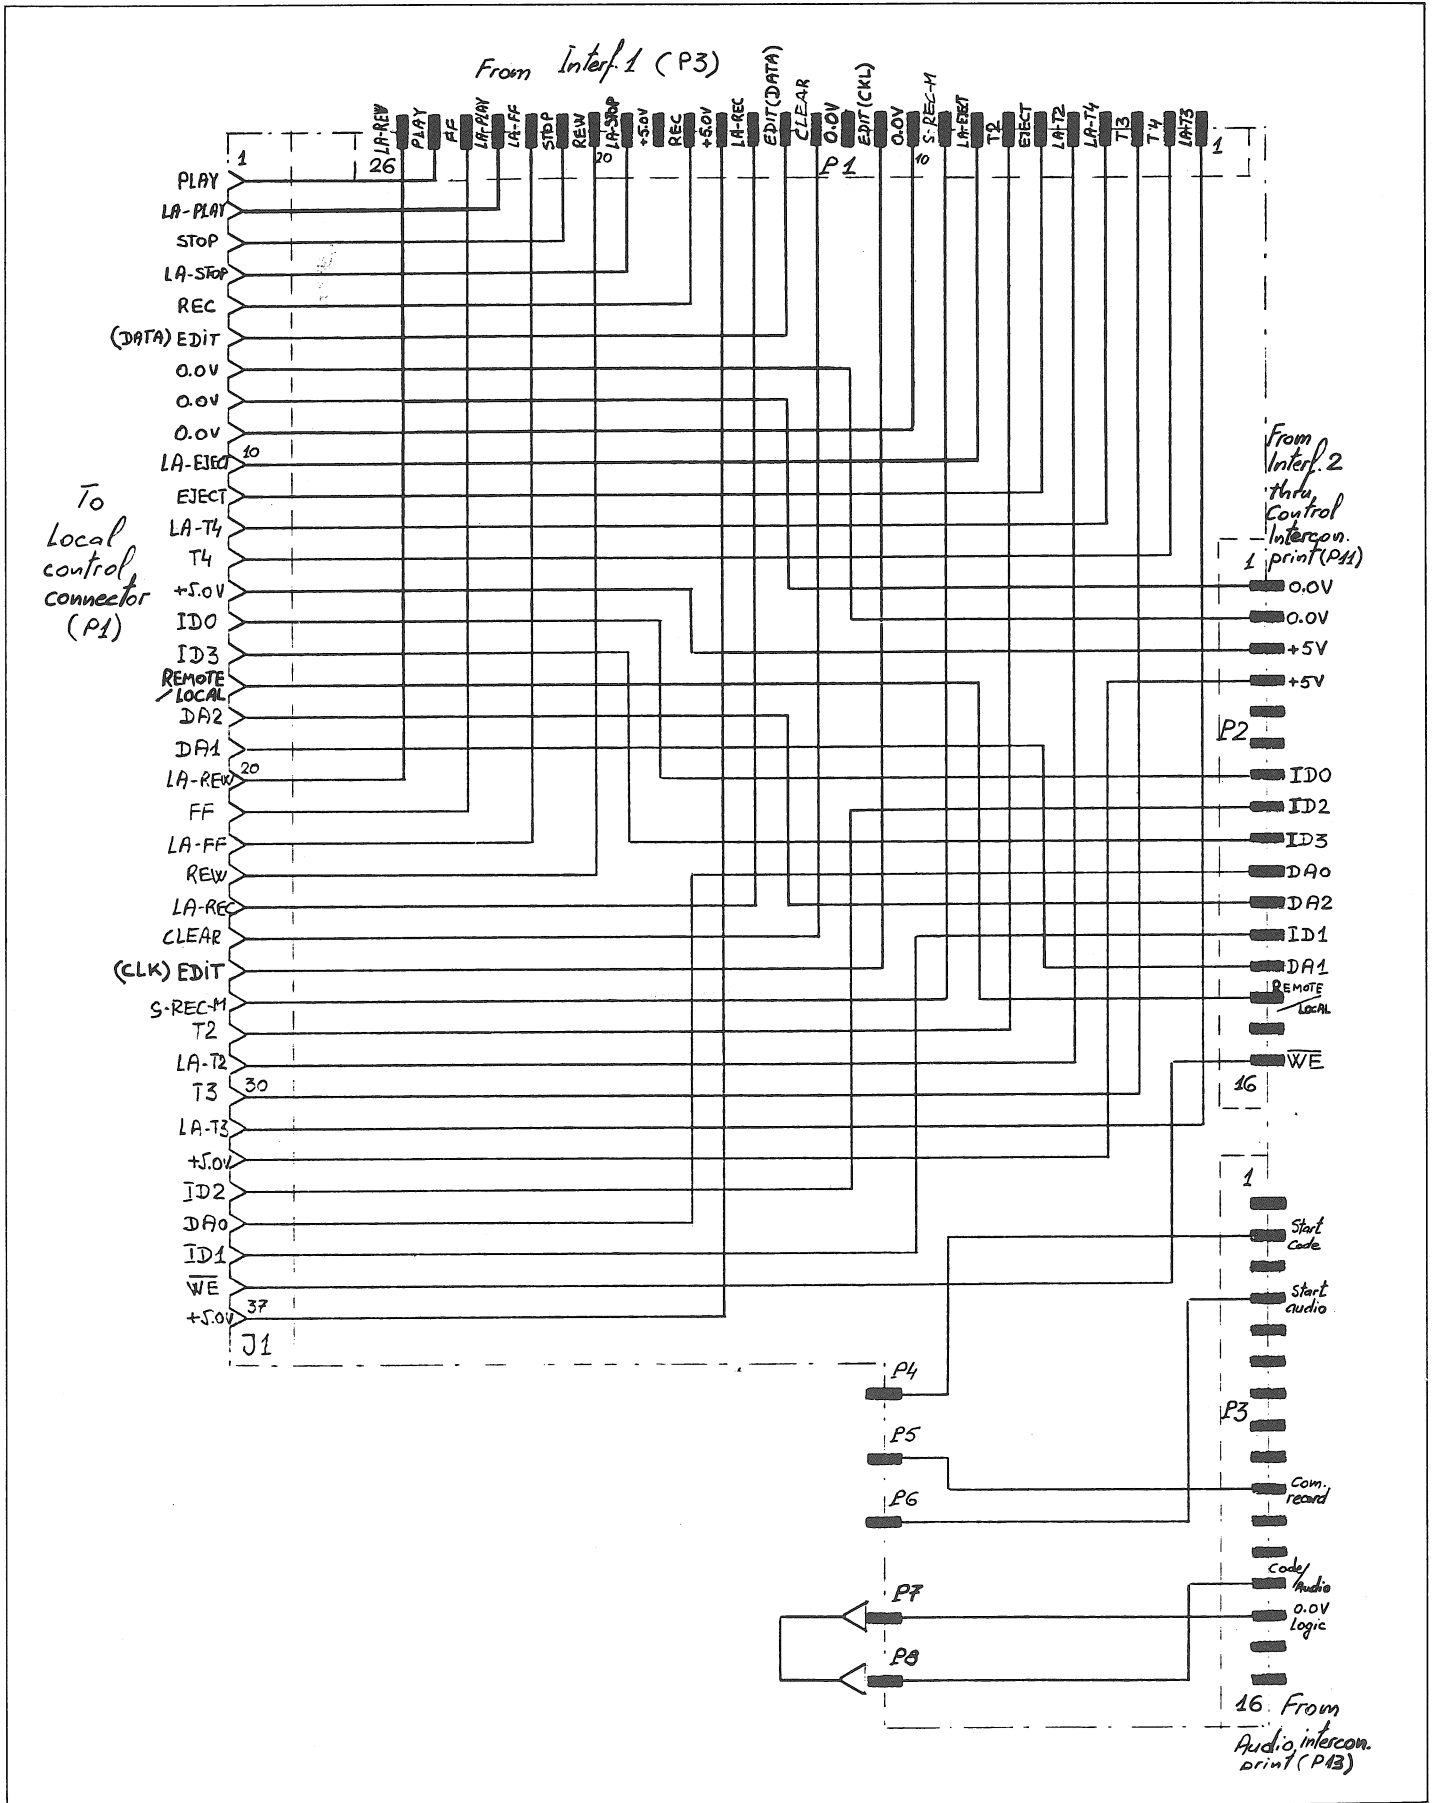 From Interf.1 (P3)
LA-REW
PLAY
FF
LA-PLAY
LA-FF
STOP
REW
LA-STOP
+5.0V
REC
+5.0V
LA-REC
EDIT(DATA)
CLEAR
0.0V
EDIT(CKL)
0.0V
S-REC-M
LA-EJECT
T2
EJECT
LA-T2
LA-T4
T3
T4
LA-T3
26
20
P1
10
1
1
PLAY
LA-PLAY
STOP
LA-STOP
REC
(DATA) EDIT
0.0V
0.0V
0.0V
LA-EJECT
10
EJECT
LA-T4
T4
+5.0V
ID0
ID3
REMOTE
/LOCAL
DA2
DA1
LA-REW
20
FF
LA-FF
REW
LA-REC
CLEAR
(CLK) EDIT
S-REC-M
T2
LA-T2
T3
30
LA-T3
+5.0V
ID2
DA0
ID1
W̅E̅
+5.0V
37
J1
To
Local
control
connector
(P1)
From
Interf.2
thru
Control
Intercon.
print(P11)
1
0.0V
0.0V
+5V
+5V
P2
ID0
ID2
ID3
DA0
DA2
ID1
DA1
REMOTE
/LOCAL
W̅E̅
16
1
Start
Code
Start
audio
P3
Com.
record
Code/
Audio
0.0V
Logic
16
From
Audio intercon.
print (P13)
P4
P5
P6
P7
P8